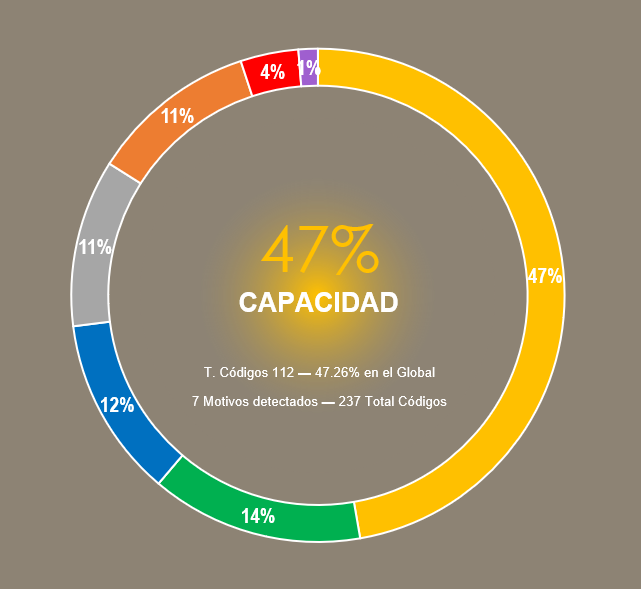 4%
1%
11%
11%
47%
CAPACIDAD
47%
T. Códigos 112 — 47.26% en el Global
7 Motivos detectados — 237 Total Códigos
12%
14%